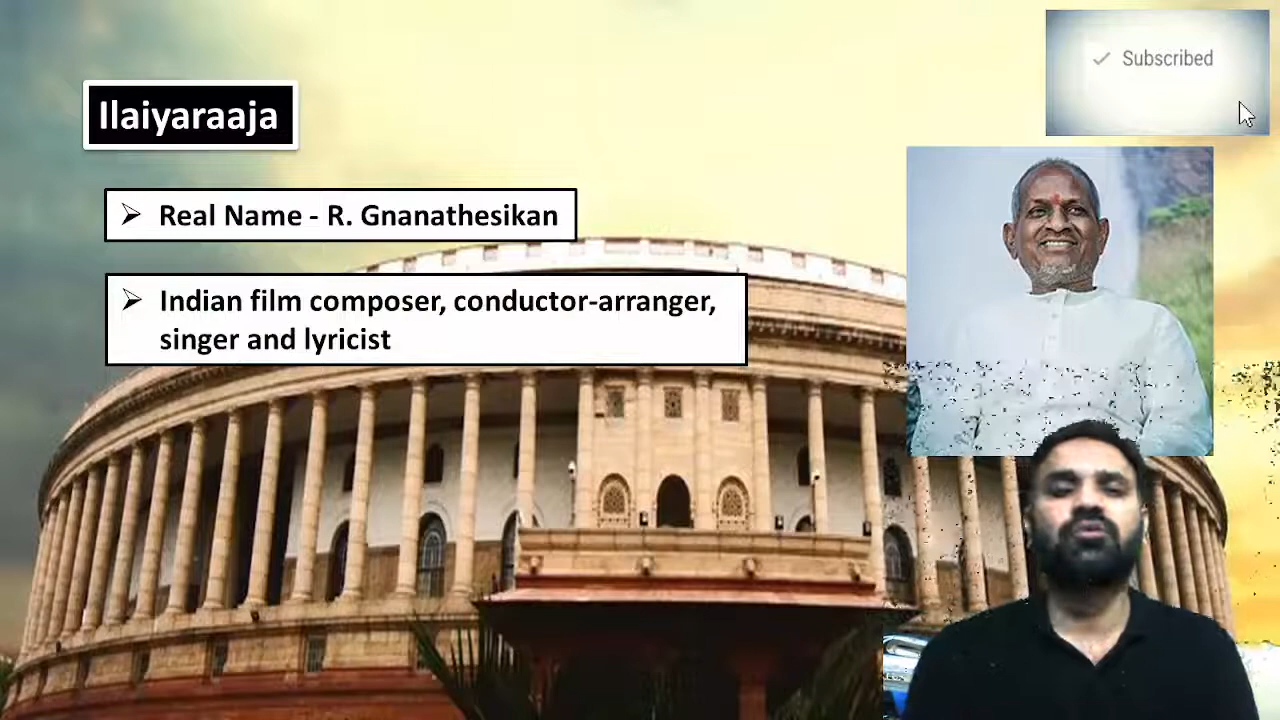 Subscribed
Ilaiyaraaja
Real Name - R. Gnanathesikan
Indian film composer, conductor-arranger,
singer and lyricist